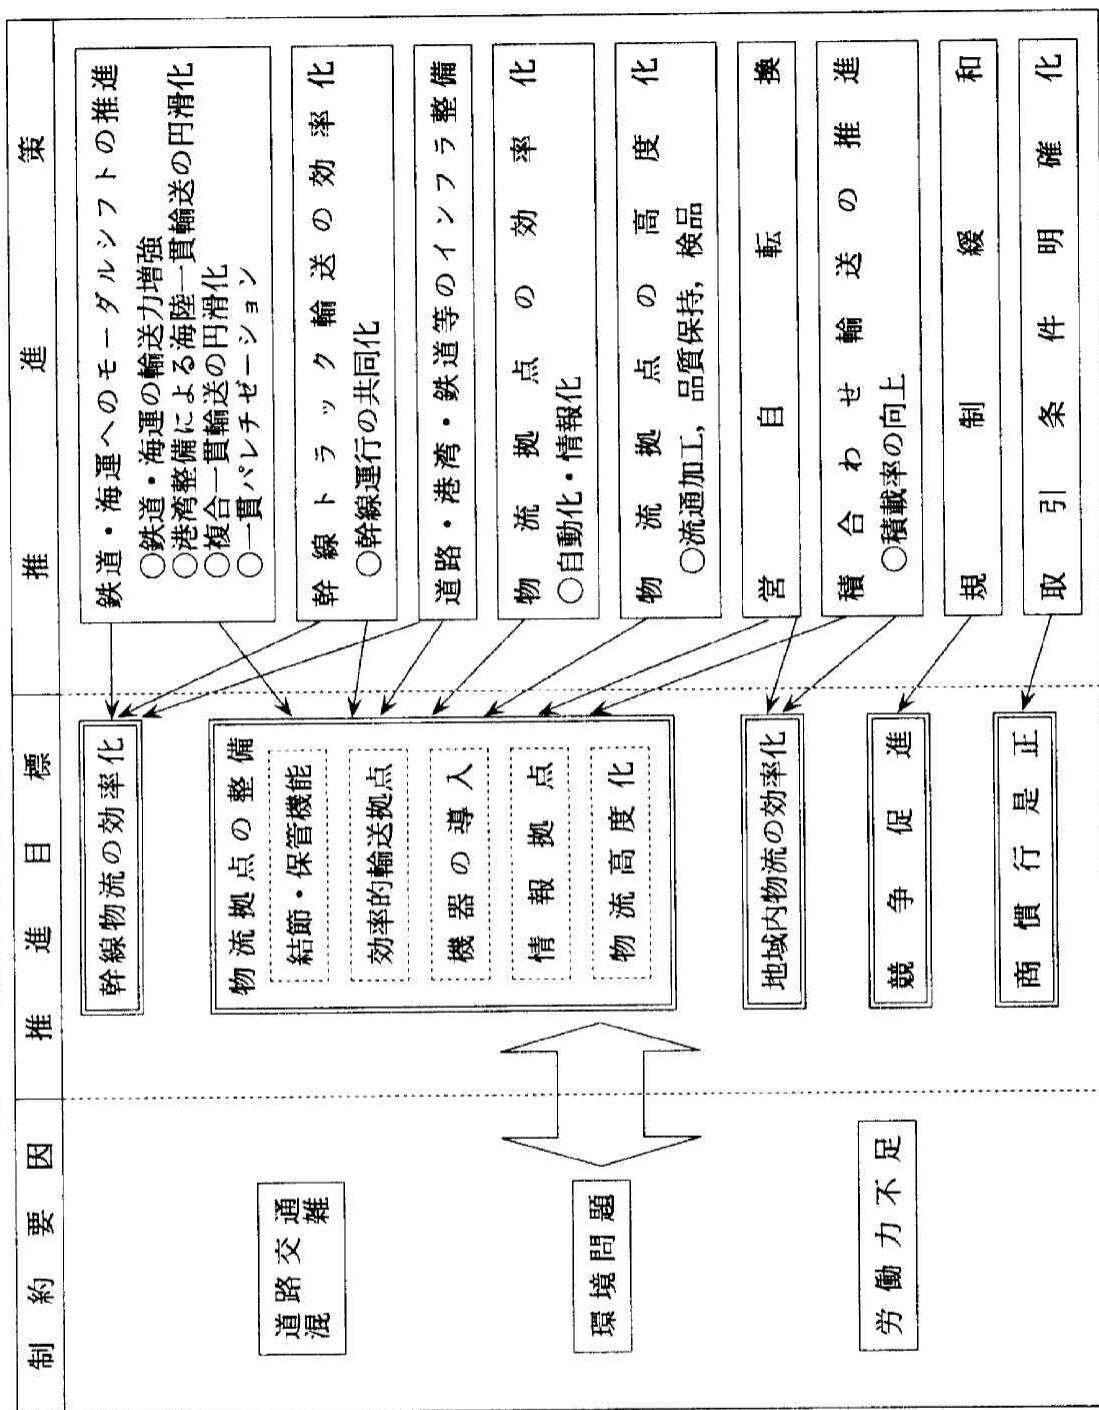 制約要因
推進目標
推進策
道路交通
混雑
環境問題
労働力不足
幹線物流の効率化
物流拠点の整備
結節・保管機能
効率的輸送拠点
機器の導入
情報拠点
物流高度化
地域内物流の効率化
競争促進
商慣行是正
鉄道・海運へのモーダルシフトの推進
○鉄道・海運の輸送力増強
○港湾整備による海陸一貫輸送の円滑化
○複合一貫輸送の円滑化
○一貫パレチゼーション
幹線トラック輸送の効率化
○幹線運行の共同化
道路・港湾・鉄道等のインフラ整備
物流拠点の効率化
○自動化・情報化
物流拠点の高度化
○流通加工，品質保持，検品
営自転換
積合わせ輸送の推進
○積載率の向上
規制緩和
取引条件明確化